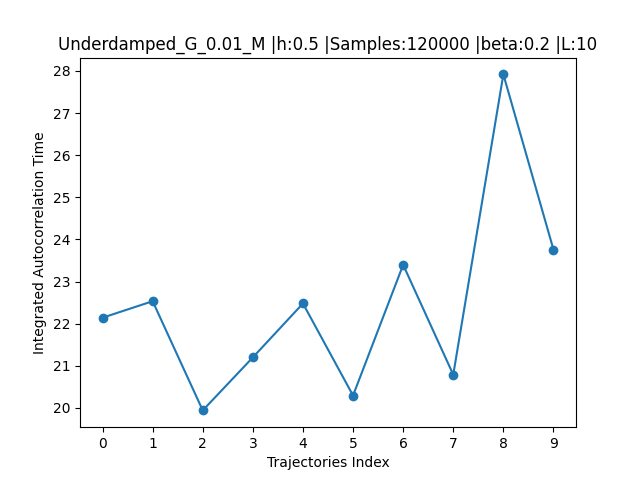 Underdamped_G_0.01_M |h:0.5 |Samples:120000 |beta:0.2 |L:10
Integrated Autocorrelation Time
28
27
26
25
24
23
22
21
20
0 1 2 3 4 5 6 7 8 9
Trajectories Index